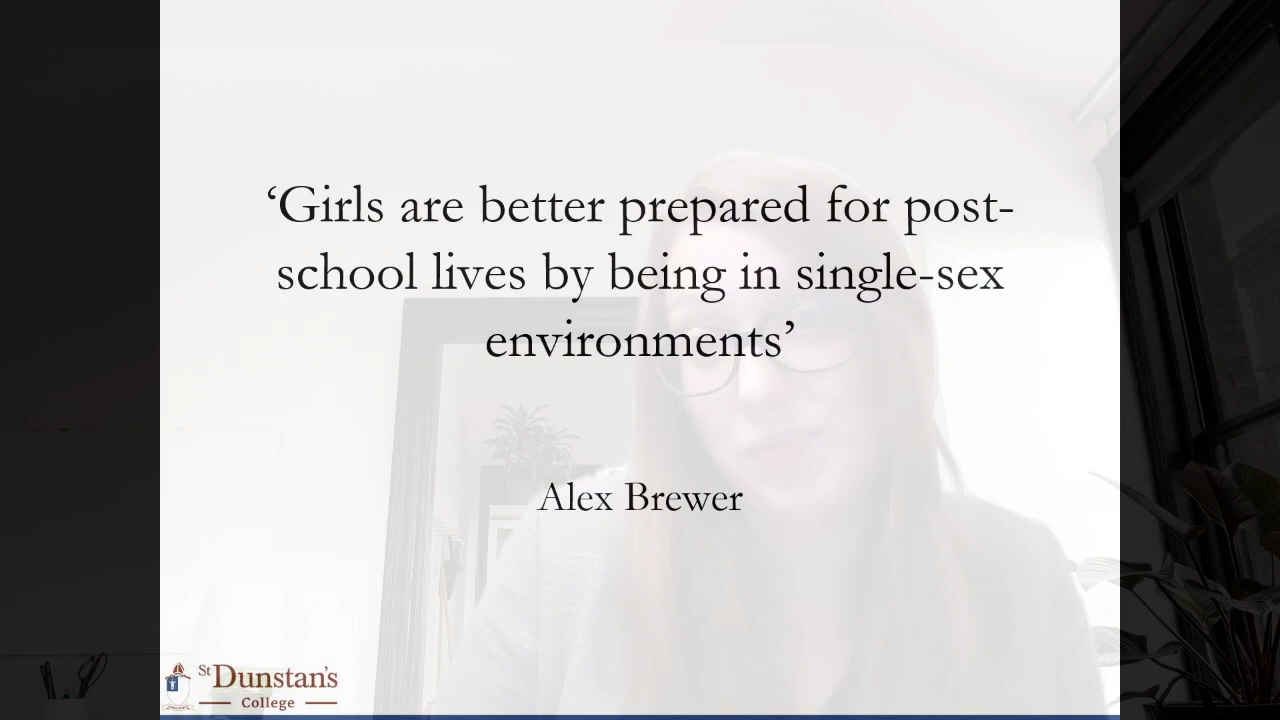 ‘Girls are better prepared for post-
school lives by being in single-sex
environments’
Alex Brewer
St Dunstan’s
College